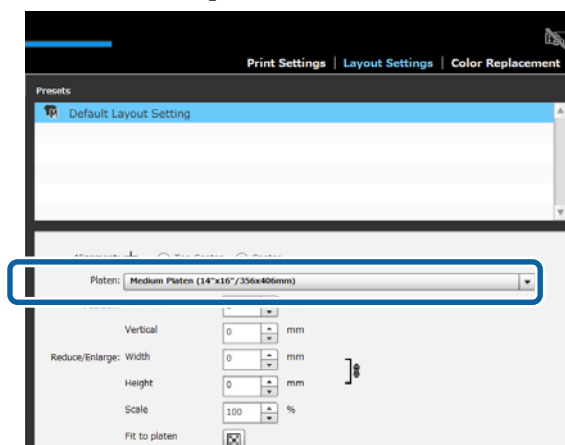 Print Settings | Layout Settings | Color Replacement
Presets
Default Layout Setting
Platen: Medium Platen (14"x16"/356x406mm)
Vertical 0 mm
Reduce/Enlarge: Width 0 mm
Height 0 mm
Scale 100 %
Fit to platen